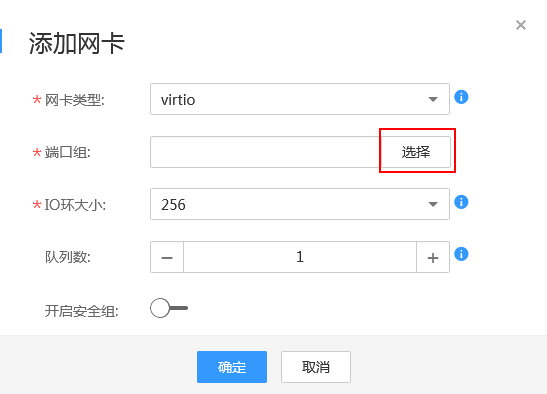 添加网卡
* 网卡类型: virtio
* 端口组: 选择
* IO环大小: 256
队列数: − 1 +
开启安全组:
确定 取消